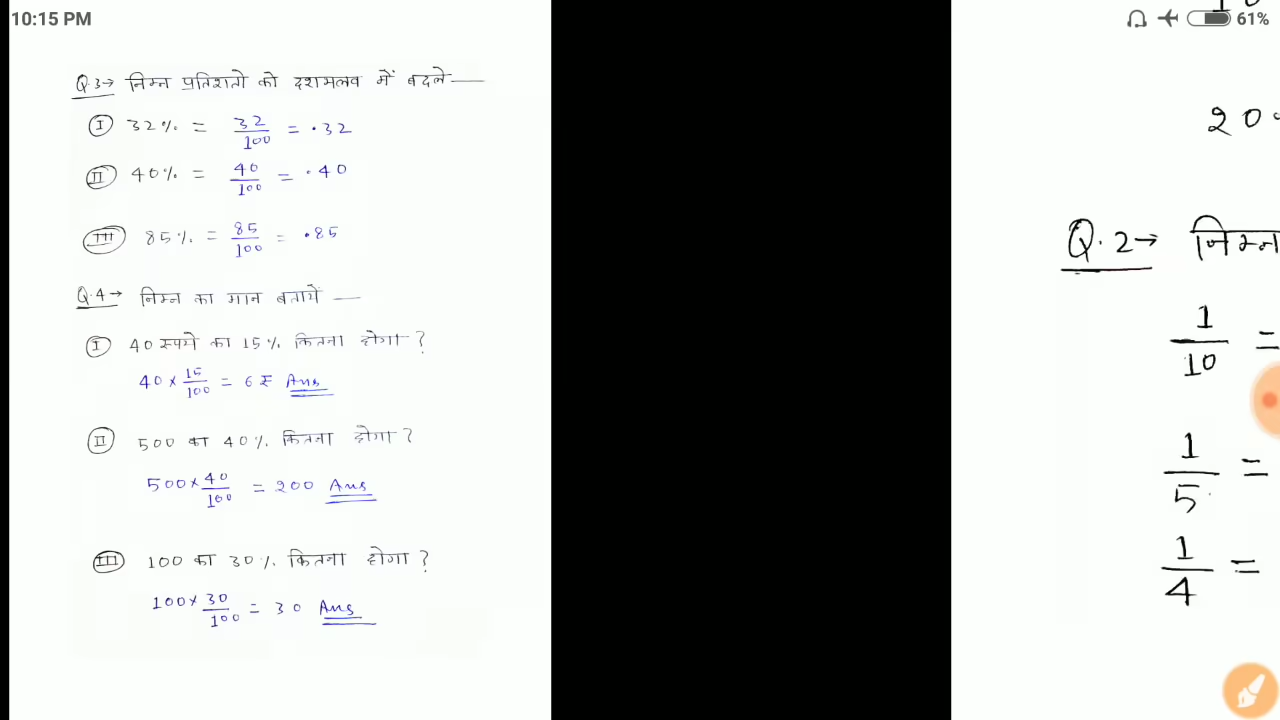 10:15 PM
61%
Q.3→ निम्न प्रतिशतो को दशामलव में बदले —
I 32% = 32/100 = .32
II 40% = 40/100 = .40
III 85% = 85/100 = .85
Q.4→ निम्न का मान बतायें —
I 40 रूपये का 15% कितना होगा ?
40 × 15/100 = 6 ₹ Ans
II 500 का 40% कितना होगा ?
500 × 40/100 = 200 Ans
III 100 का 30% कितना होगा ?
100 × 30/100 = 30 Ans
20
Q.2→ निम्न
1/10 =
1/5 =
1/4 =